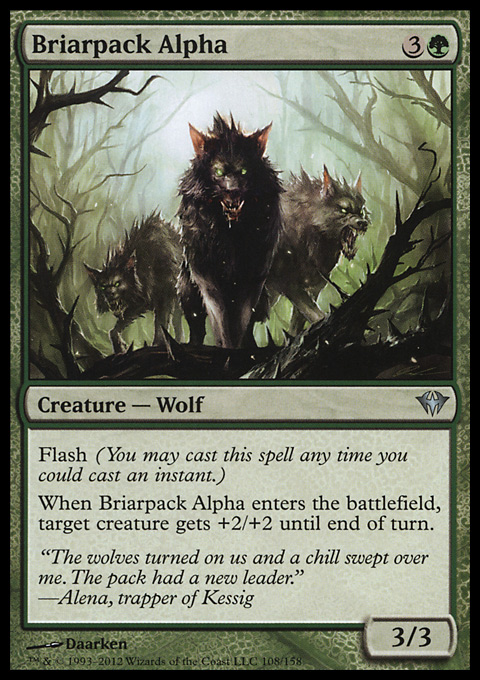 Briarpack Alpha 3
Creature — Wolf
Flash (You may cast this spell any time you
could cast an instant.)
When Briarpack Alpha enters the battlefield,
target creature gets +2/+2 until end of turn.
“The wolves turned on us and a chill swept over
me. The pack had a new leader.”
—Alena, trapper of Kessig
Daarken
3/3
™ & © 1993–2012 Wizards of the Coast LLC 108/158